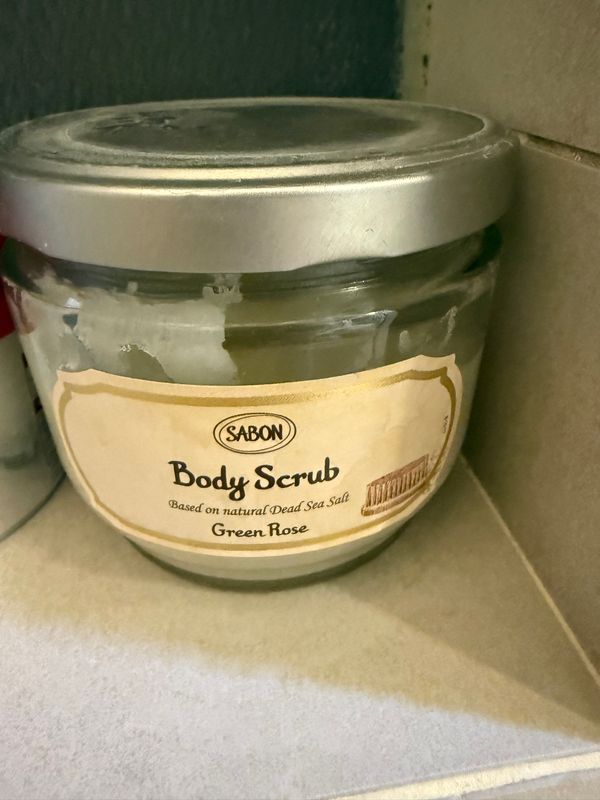 SABON
Body Scrub
Based on natural Dead Sea Salt
Green Rose